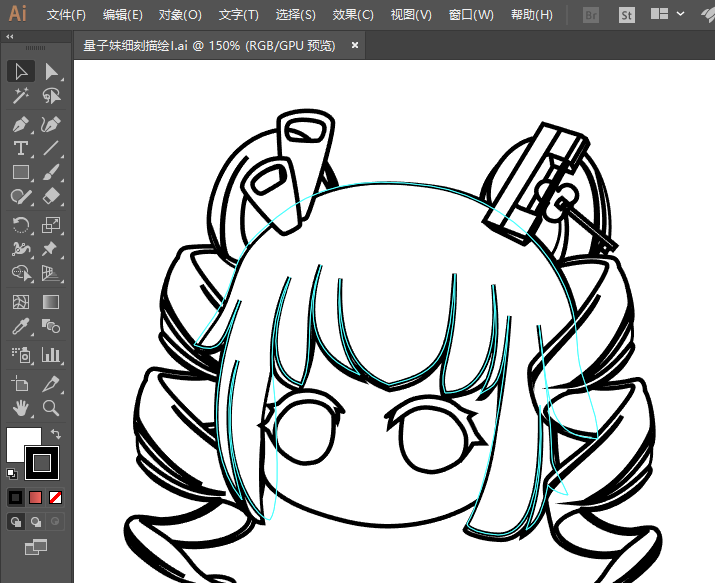 Ai 文件(F) 编辑(E) 对象(O) 文字(T) 选择(S) 效果(C) 视图(V) 窗口(W) 帮助(H) Br St
量子妹细刻描绘I.ai @ 150% (RGB/GPU 预览) ×